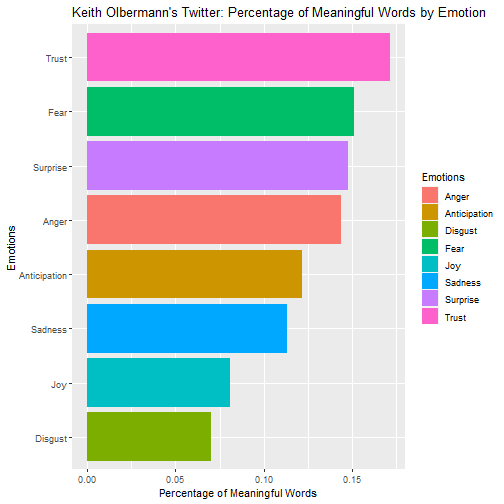 Keith Olbermann's Twitter: Percentage of Meaningful Words by Emotion
Trust
Fear
Surprise
Anger
Anticipation
Sadness
Joy
Disgust
Emotions
0.00 0.05 0.10 0.15
Percentage of Meaningful Words
Emotions
Anger
Anticipation
Disgust
Fear
Joy
Sadness
Surprise
Trust